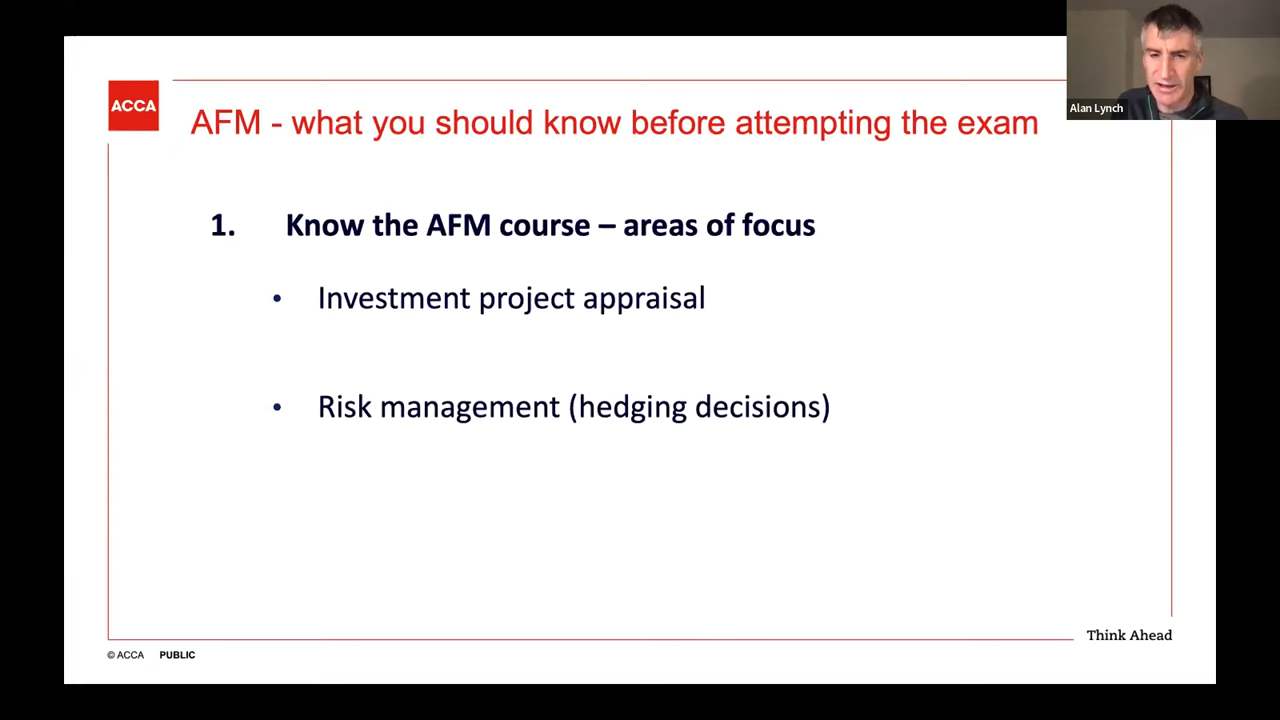 ACCA
AFM - what you should know before attempting the exam
Alan Lynch
1. Know the AFM course – areas of focus
• Investment project appraisal
• Risk management (hedging decisions)
Think Ahead
© ACCA PUBLIC